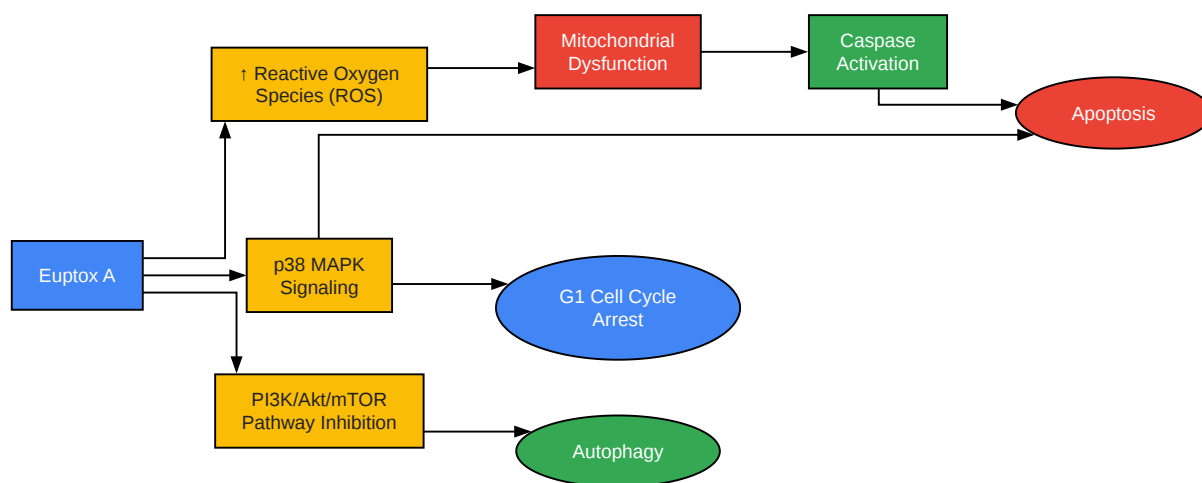 Mitochondrial
Dysfunction
Caspase
Activation
↑ Reactive Oxygen
Species (ROS)
Apoptosis
Euptox A
p38 MAPK
Signaling
G1 Cell Cycle
Arrest
PI3K/Akt/mTOR
Pathway Inhibition
Autophagy